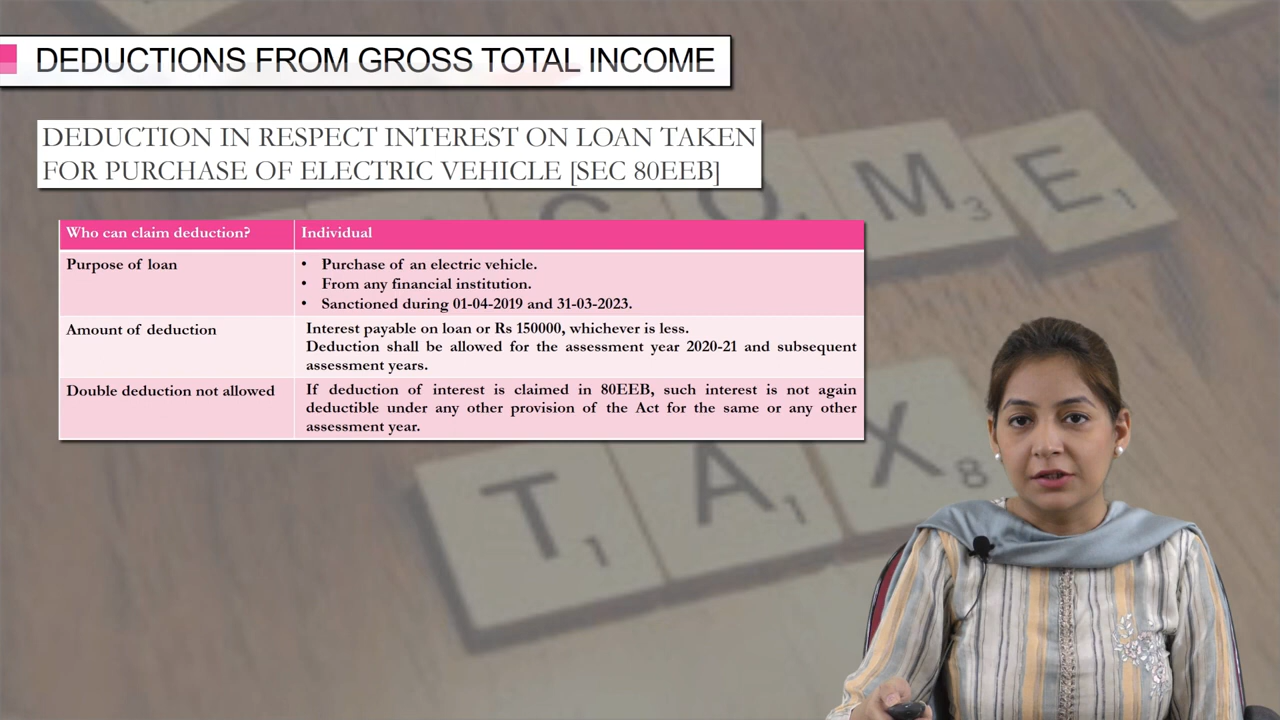 DEDUCTIONS FROM GROSS TOTAL INCOME
DEDUCTION IN RESPECT INTEREST ON LOAN TAKEN
FOR PURCHASE OF ELECTRIC VEHICLE [SEC 80EEB]
Who can claim deduction? Individual
Purpose of loan
• Purchase of an electric vehicle.
• From any financial institution.
• Sanctioned during 01-04-2019 and 31-03-2023.
Amount of deduction
Interest payable on loan or Rs 150000, whichever is less.
Deduction shall be allowed for the assessment year 2020-21 and subsequent
assessment years.
Double deduction not allowed
If deduction of interest is claimed in 80EEB, such interest is not again
deductible under any other provision of the Act for the same or any other
assessment year.
C O M3 E1
T1 A1 X8